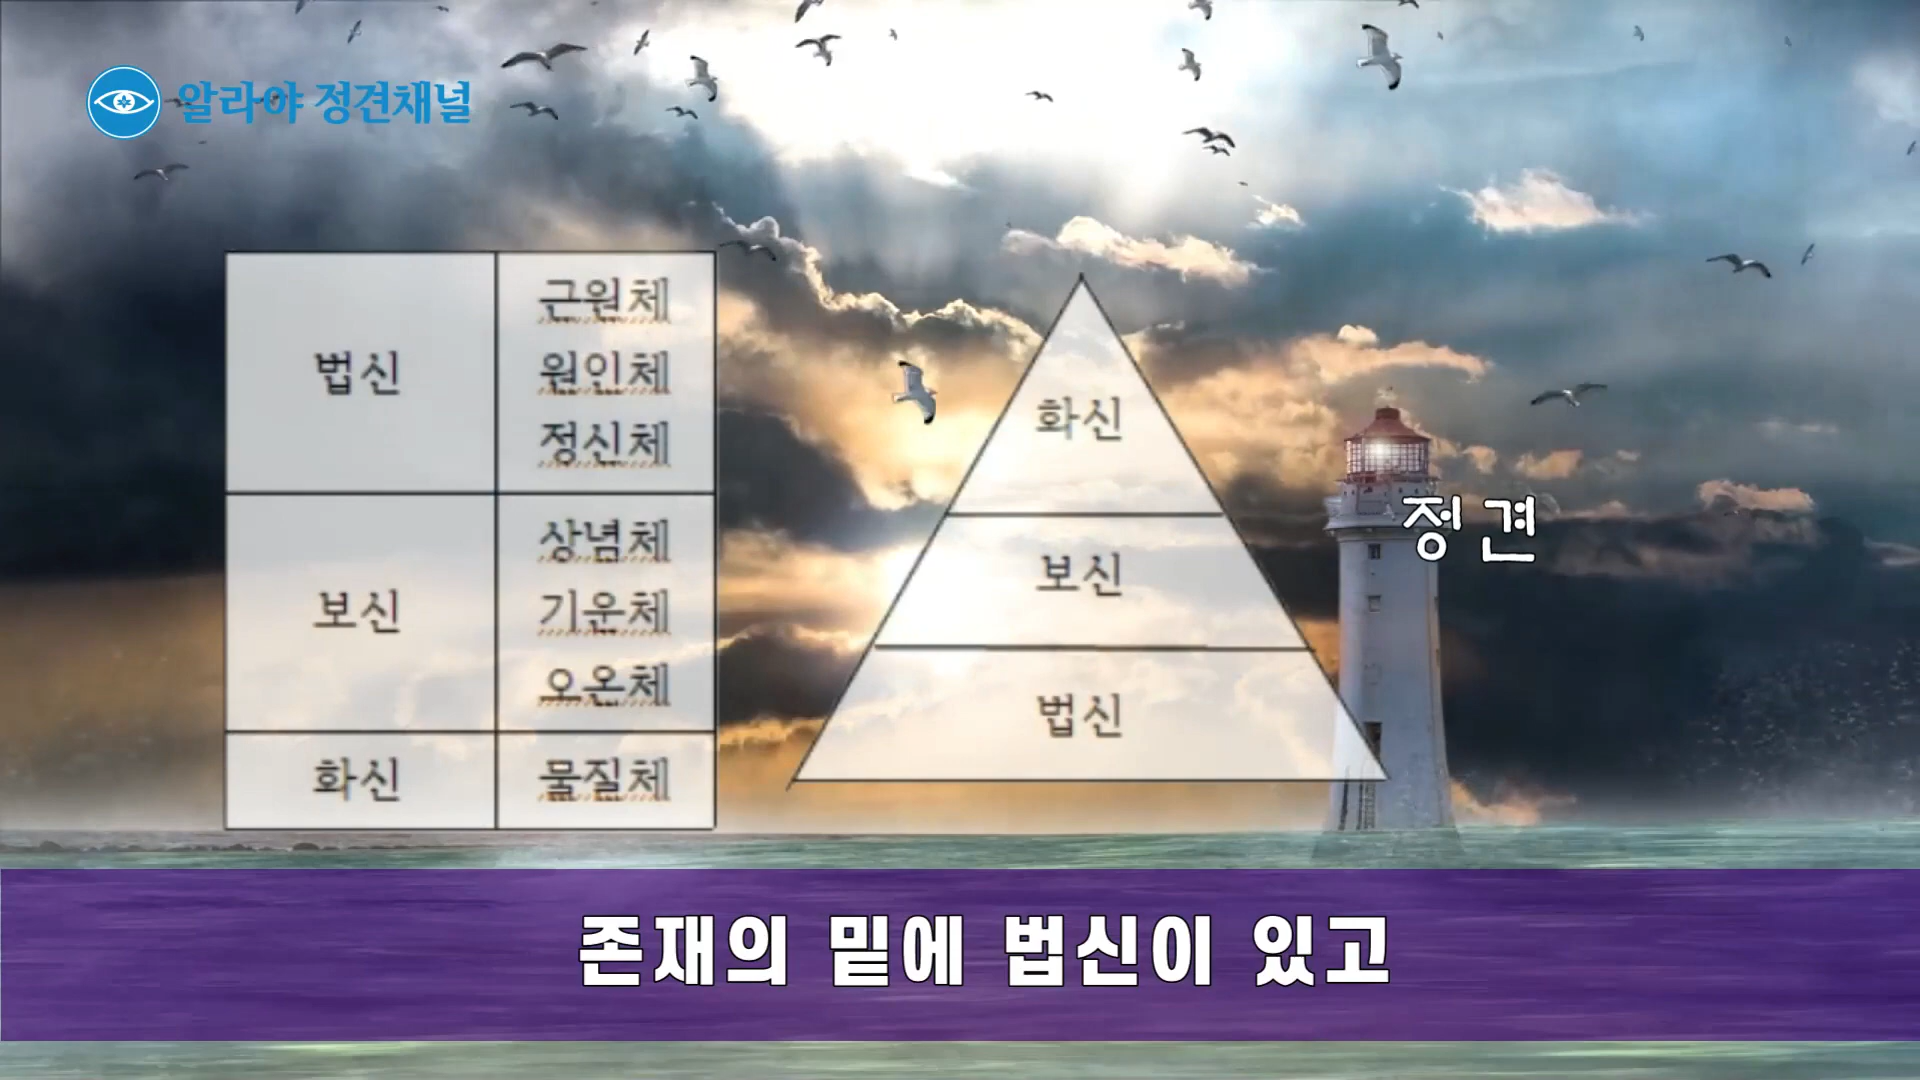 알라야 정견채널
법신
근원체
원인체
정신체
보신
상념체
기운체
오온체
화신
물질체
화신
보신
법신
정견
존재의 밑에 법신이 있고